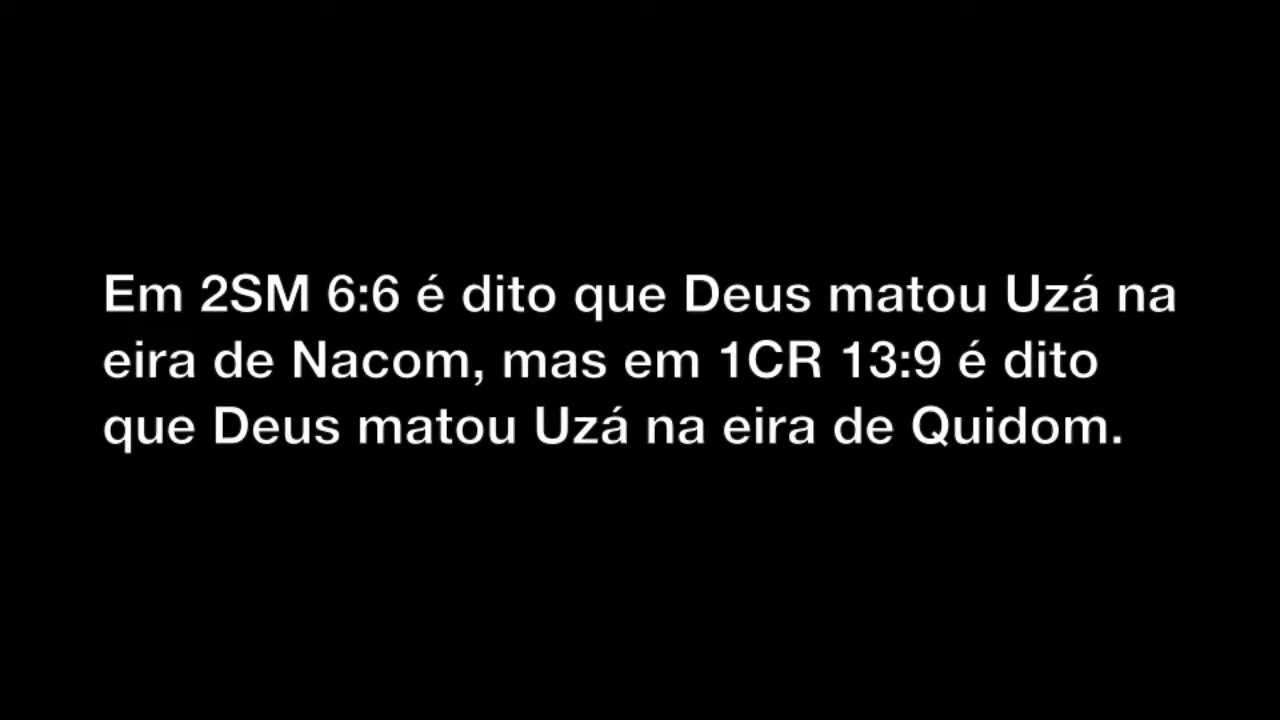 Em 2SM 6:6 é dito que Deus matou Uzá na
eira de Nacom, mas em 1CR 13:9 é dito
que Deus matou Uzá na eira de Quidom.